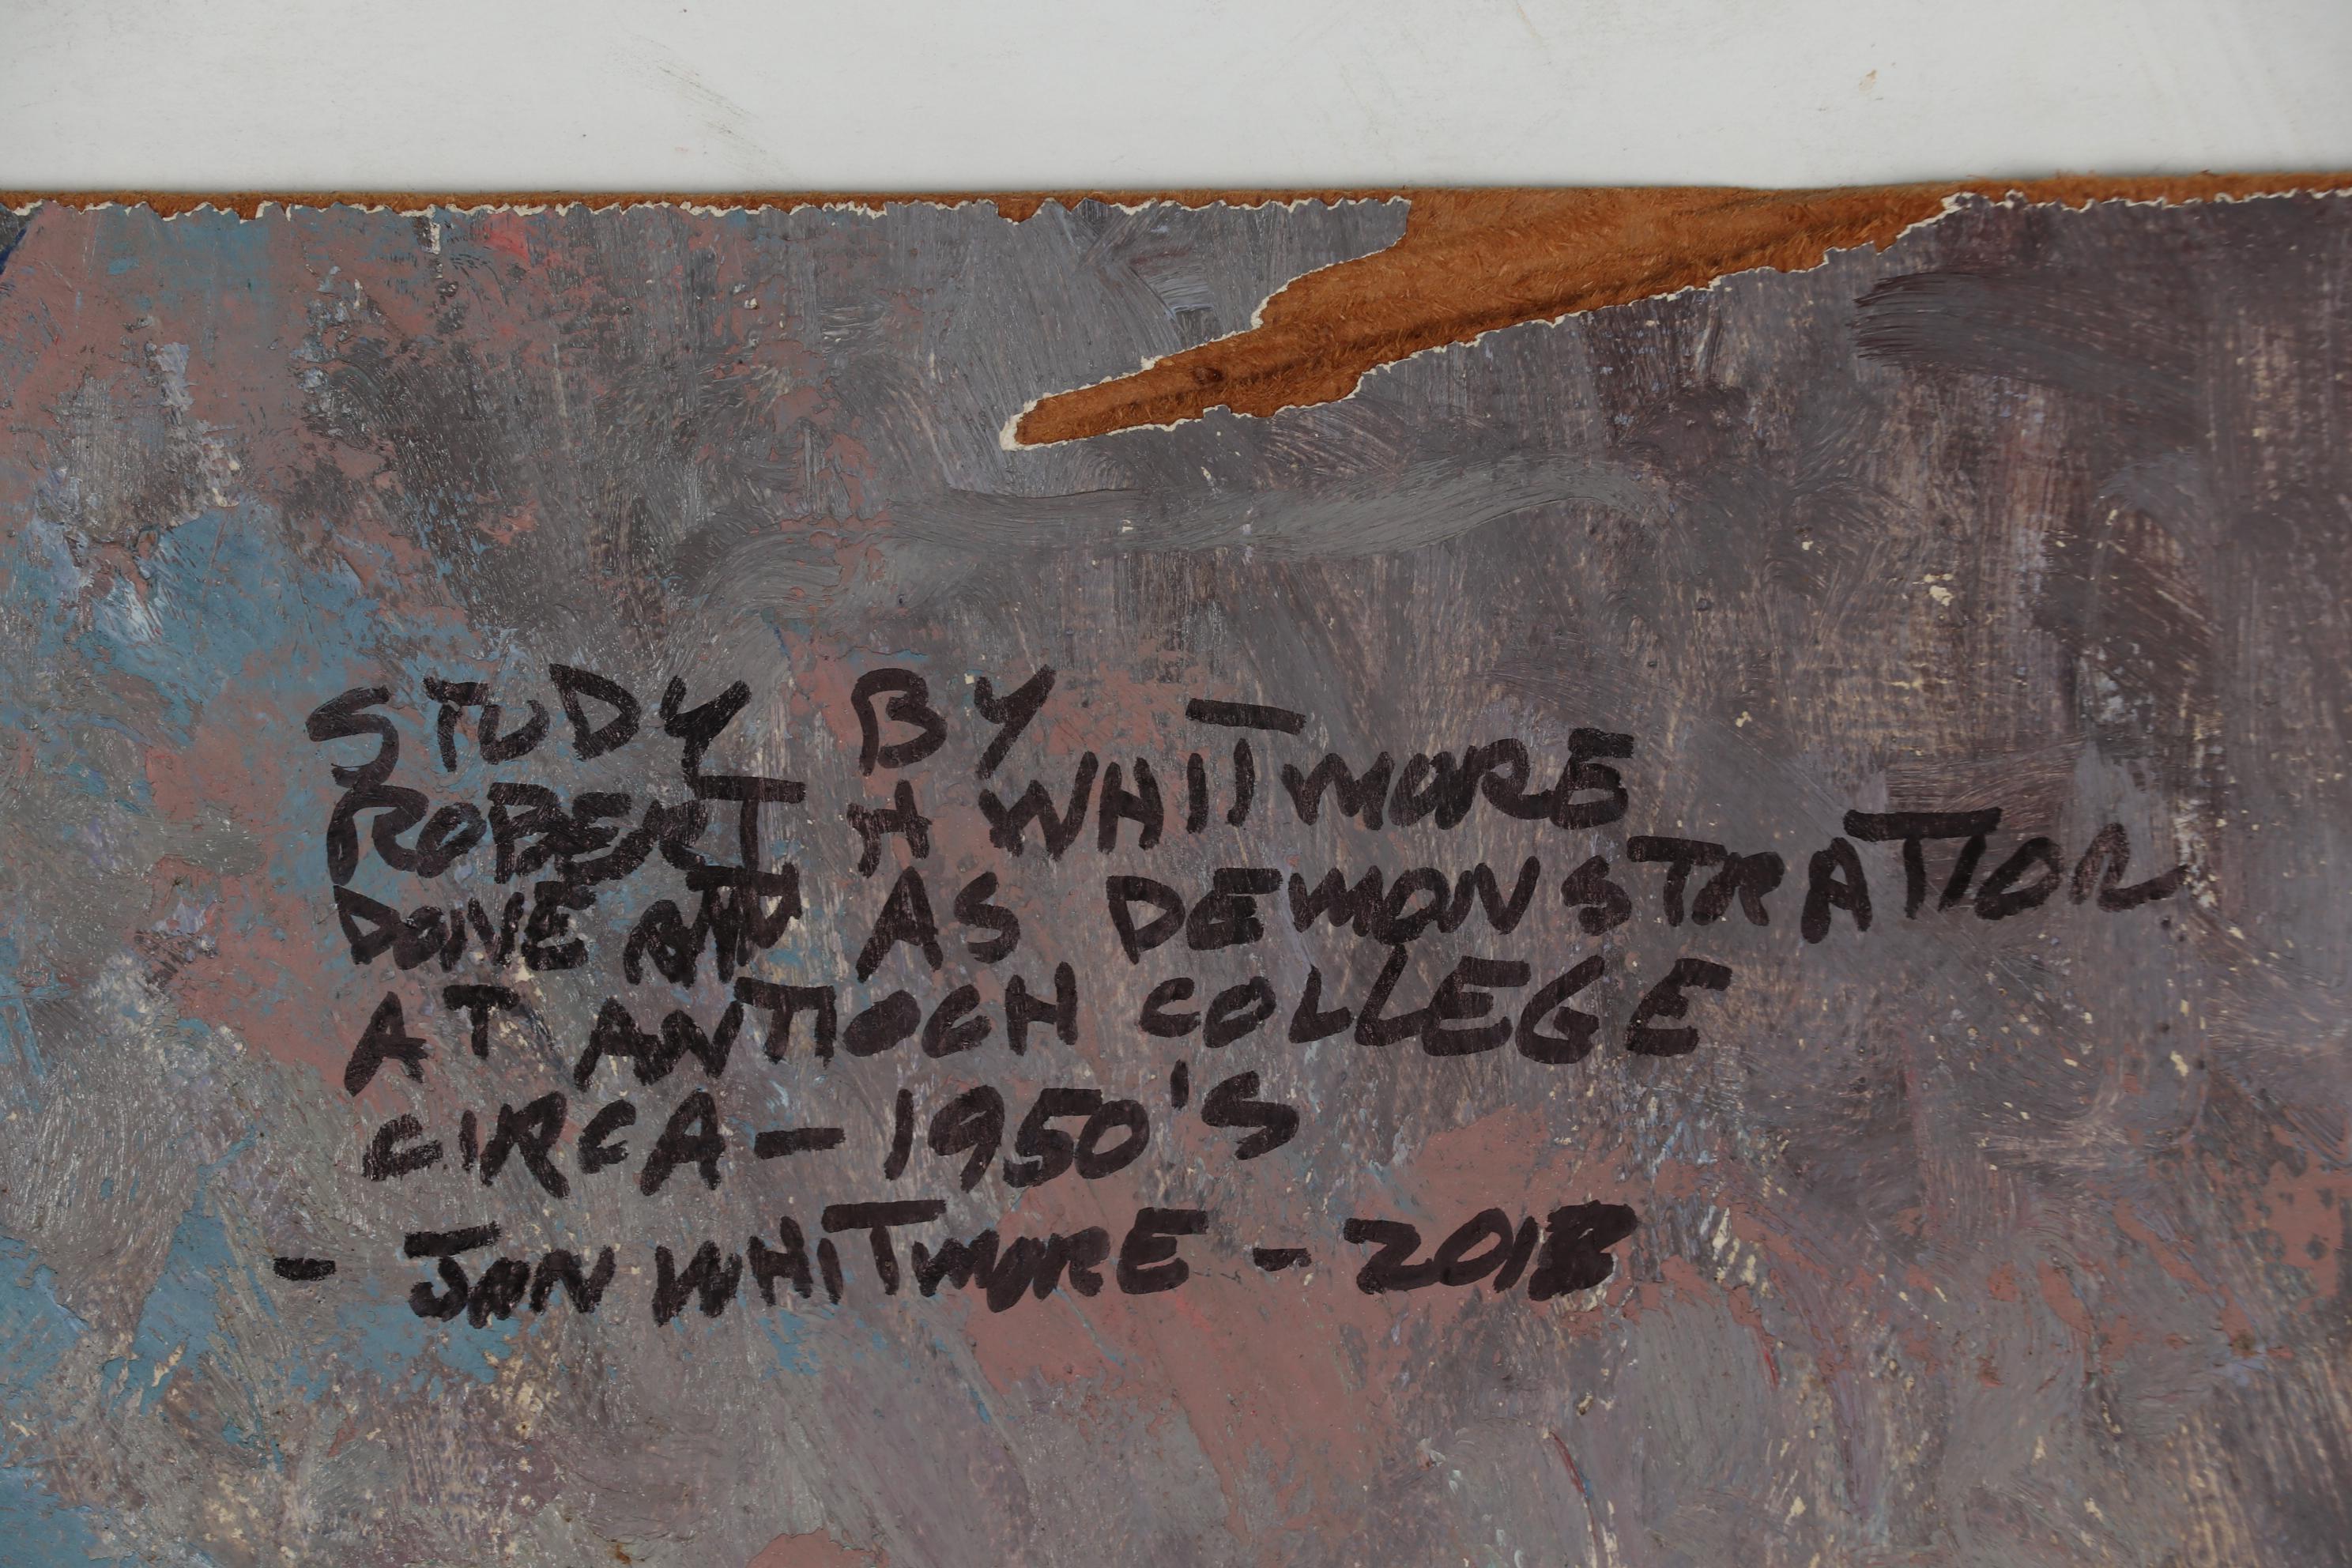 STUDY BY
ROBERT H WHITMORE
DONE AS DEMONSTRATION
AT ANTIOCH COLLEGE
CIRCA - 1950'S
- JON WHITMORE - 2018